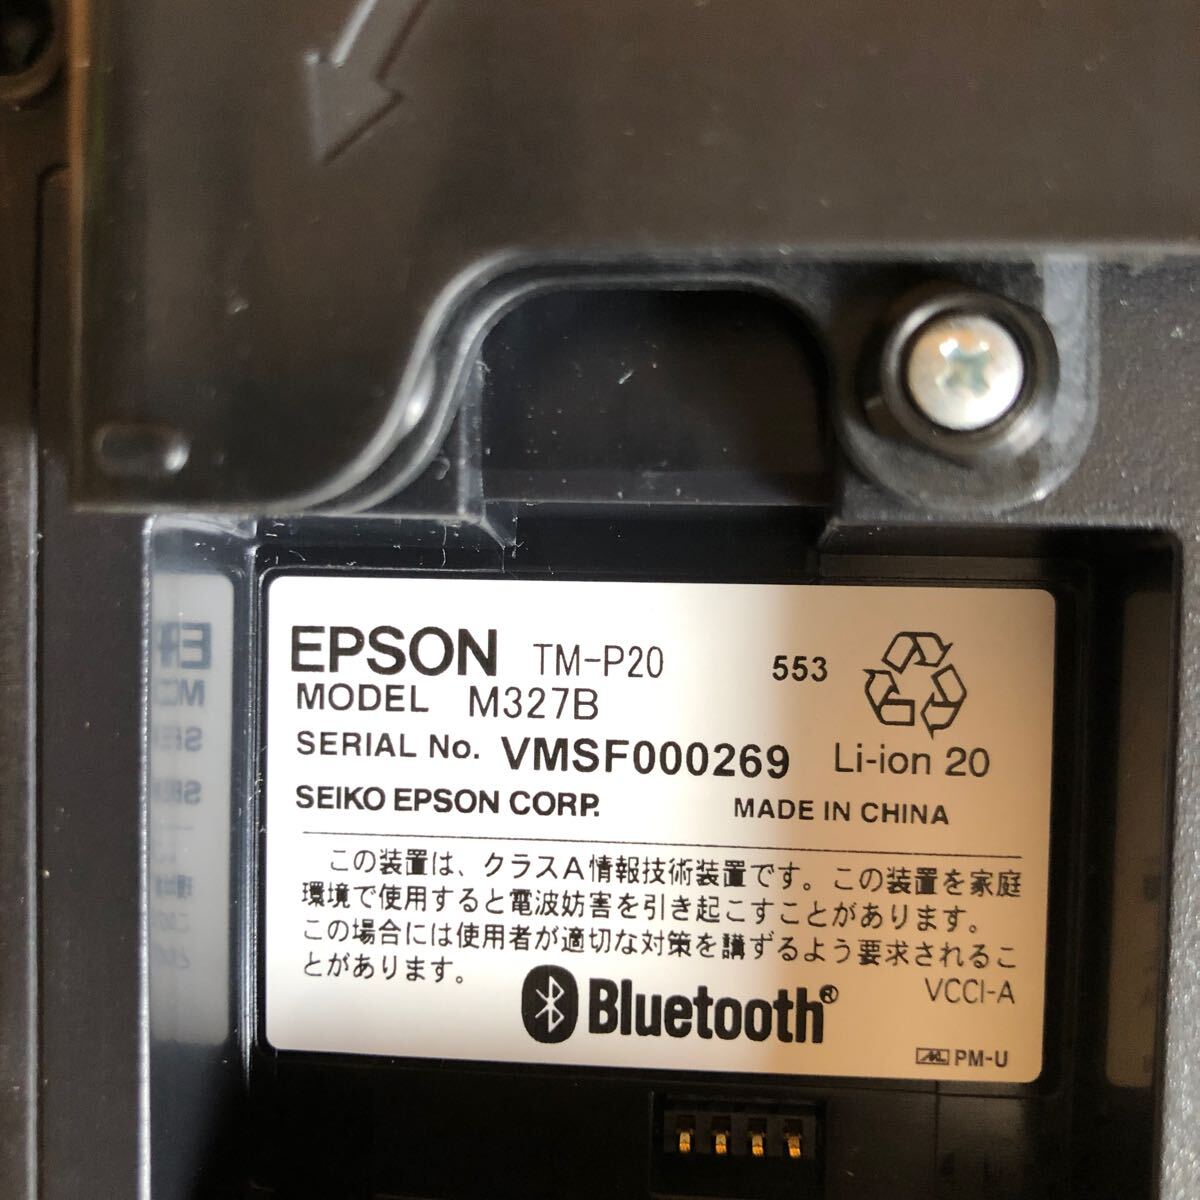 EPSON TM-P20 553
MODEL M327B
SERIAL No. VMSF000269 Li-ion 20
SEIKO EPSON CORP. MADE IN CHINA
この装置は、クラスA情報技術装置です。この装置を家庭
環境で使用すると電波妨害を引き起こすことがあります。
この場合には使用者が適切な対策を講ずるよう要求されるこ
とがあります。
VCCI-A
Bluetooth®
PM-U